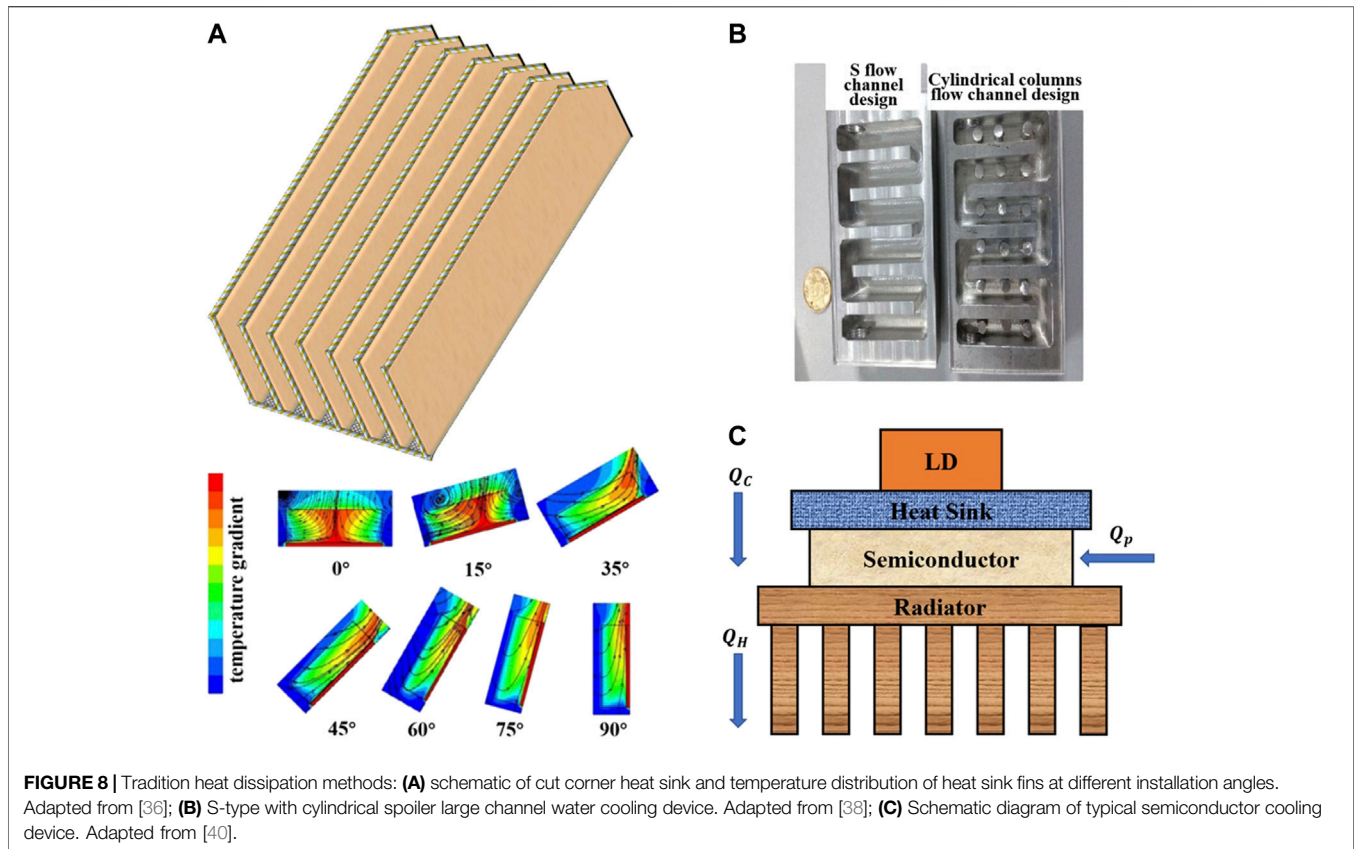 A
B
S flow
channel
design
Cylindrical columns
flow channel design
temperature gradient
0°
15°
35°
45°
60°
75°
90°
C
LD
Q_C
Heat Sink
Semiconductor
Q_p
Radiator
Q_H
FIGURE 8 | Tradition heat dissipation methods: (A) schematic of cut corner heat sink and temperature distribution of heat sink fins at different installation angles.
Adapted from [36]; (B) S-type with cylindrical spoiler large channel water cooling device. Adapted from [38]; (C) Schematic diagram of typical semiconductor cooling
device. Adapted from [40].